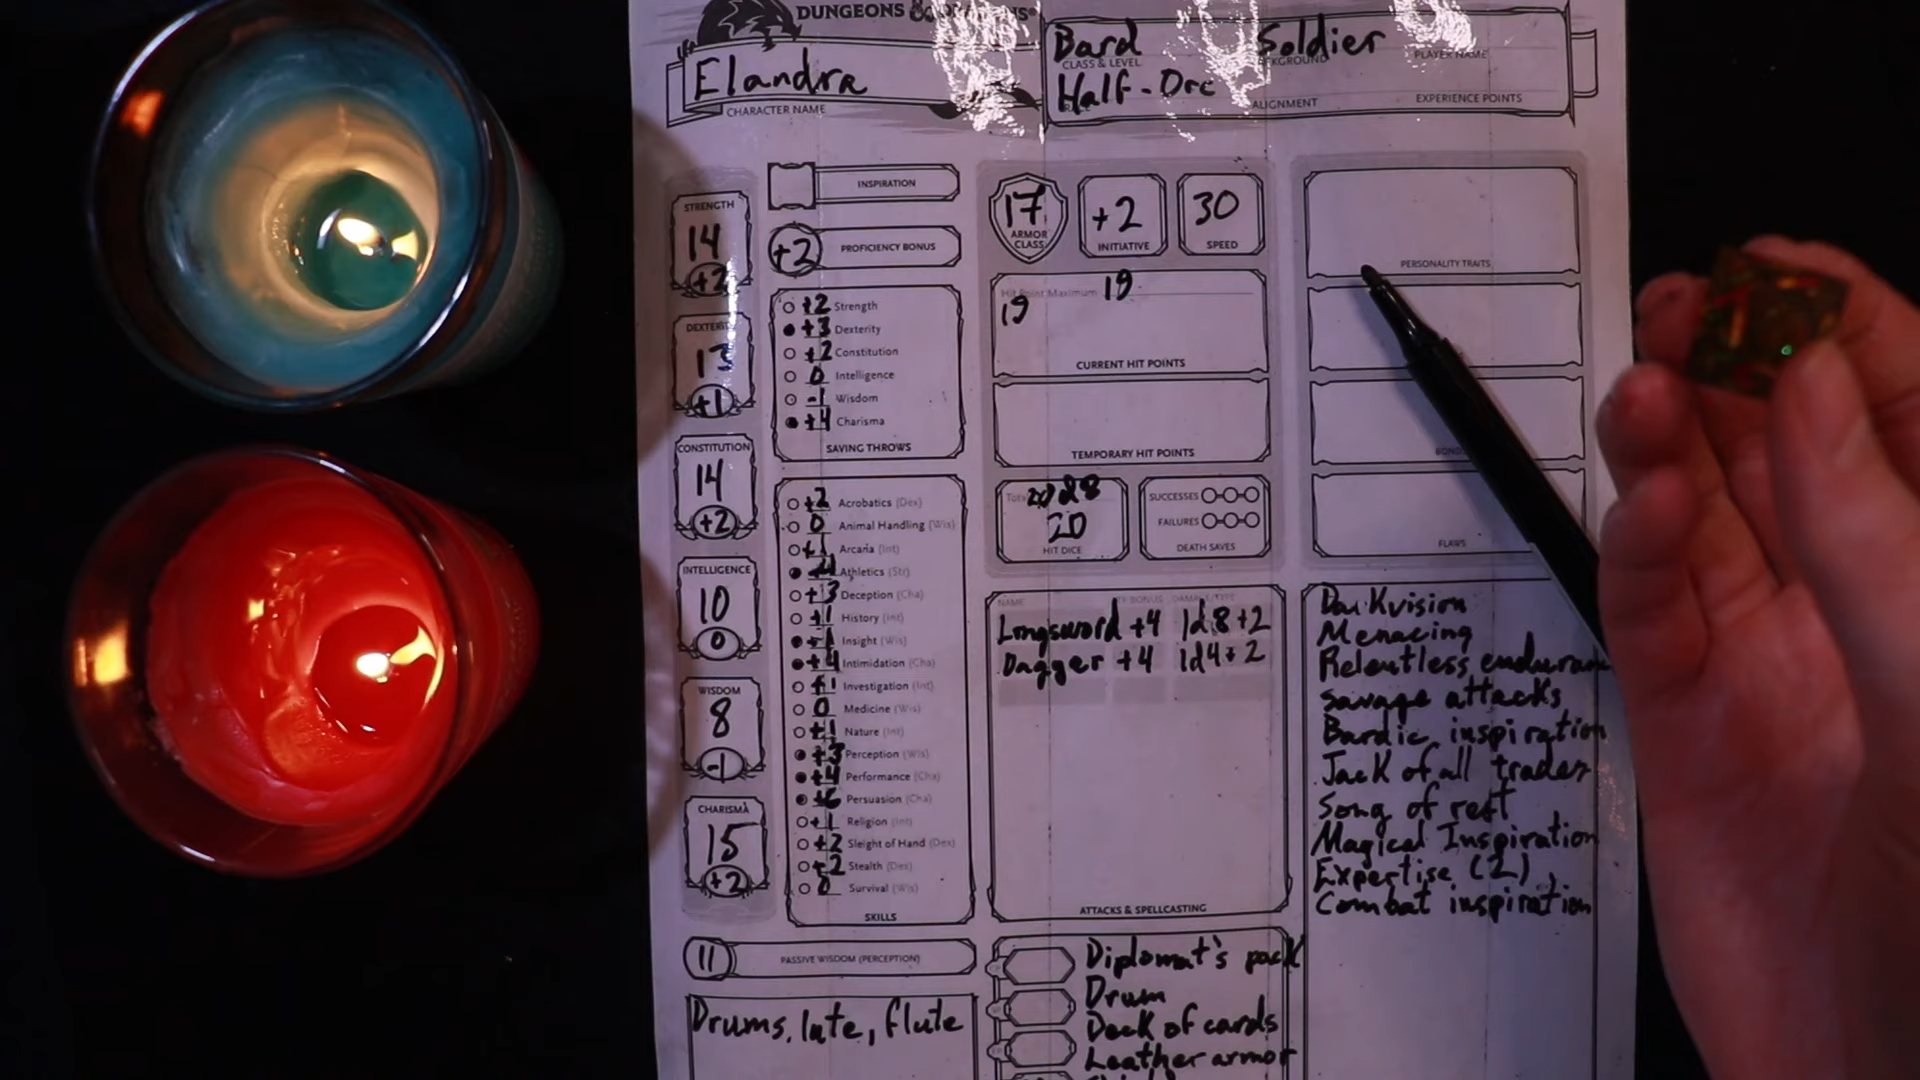 DUNGEONS
Elandra
CHARACTER NAME
Bard Soldier
CLASS & LEVEL
PLAYER NAME
Half-Orc
ALIGNMENT
EXPERIENCE POINTS
STRENGTH
14
+2
13
+1
CONSTITUTION
14
+2
INTELLIGENCE
10
0
WISDOM
8
-1
CHARISMA
15
+2
INSPIRATION
+2 PROFICIENCY BONUS
+2 Strength
+3 Dexterity
+2 Constitution
0 Intelligence
-1 Wisdom
+4 Charisma
SAVING THROWS
+2 Acrobatics (Dex)
0 Animal Handling (Wis)
+1 Arcana (Int)
Athletics (Str)
+3 Deception (Cha)
+1 History (Int)
+1 Insight (Wis)
+4 Intimidation (Cha)
+1 Investigation (Int)
0 Medicine (Wis)
+1 Nature (Int)
+3 Perception (Wis)
+4 Performance (Cha)
+6 Persuasion (Cha)
+1 Religion (Int)
+2 Sleight of Hand (Dex)
+2 Stealth (Dex)
0 Survival (Wis)
SKILLS
11 PASSIVE WISDOM (PERCEPTION)
Drums, lute, flute
17
ARMOR
CLASS
+2
INITIATIVE
30
SPEED
Hit Point Maximum 19
19
CURRENT HIT POINTS
TEMPORARY HIT POINTS
20
HIT DICE
SUCCESSES
FAILURES
DEATH SAVES
NAME
Longsword +4 1d8+2
Dagger +4 1d4+2
ATTACKS & SPELLCASTING
Diplomat's pack
Drum
Deck of cards
Leather armor
PERSONALITY TRAITS
FLAWS
Darkvision
Menacing
Relentless
Savage attacks
Bardic inspiration
Jack of all trades
Song of rest
Magical Inspiration
Expertise (2)
Combat inspiration